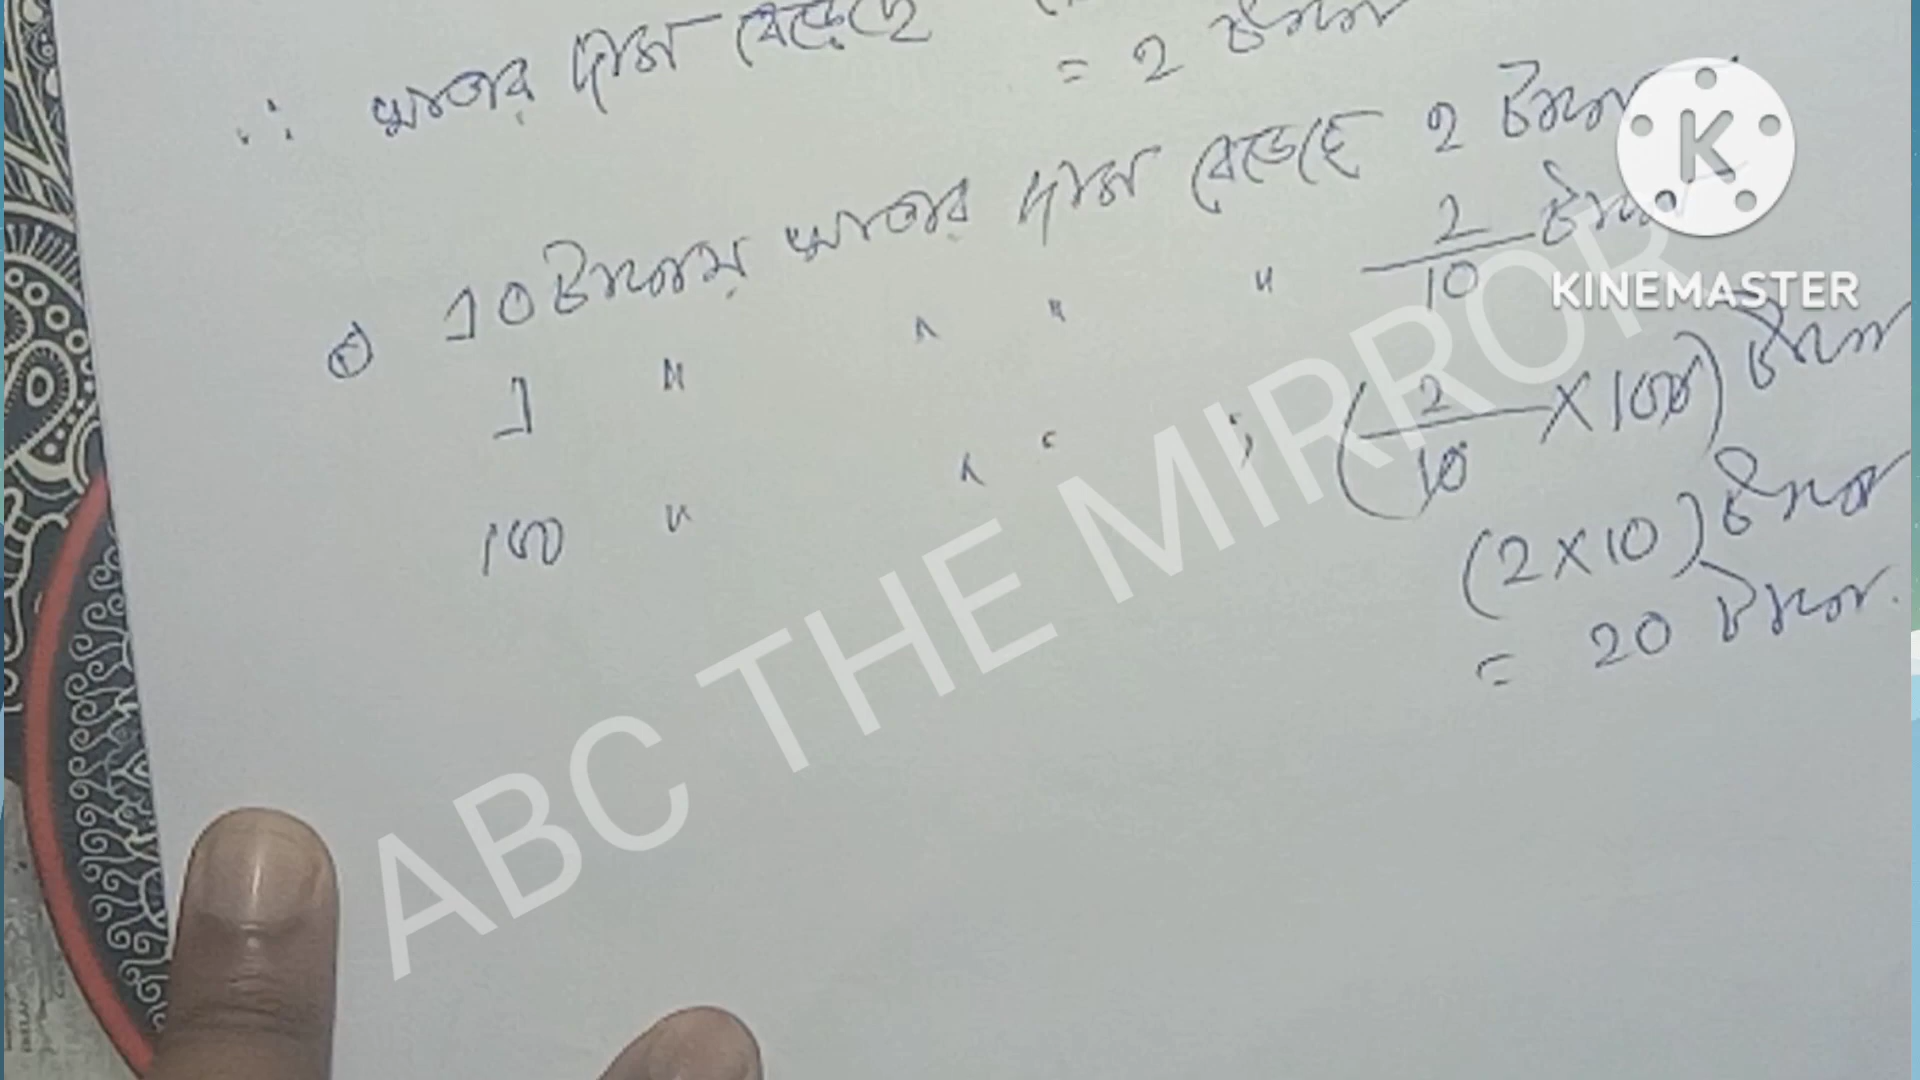 ∴ খাতার দাম বেড়েছে
= 2 টাকা
10 টাকায় খাতার দাম বেড়েছে 2 টাকা
1 " " " " 2/10 টাকা
100 " " " " (2/10 × 100) টাকা
(2×10) টাকা
= 20 টাকা.
K
KINEMASTER
ABC THE MIRROR